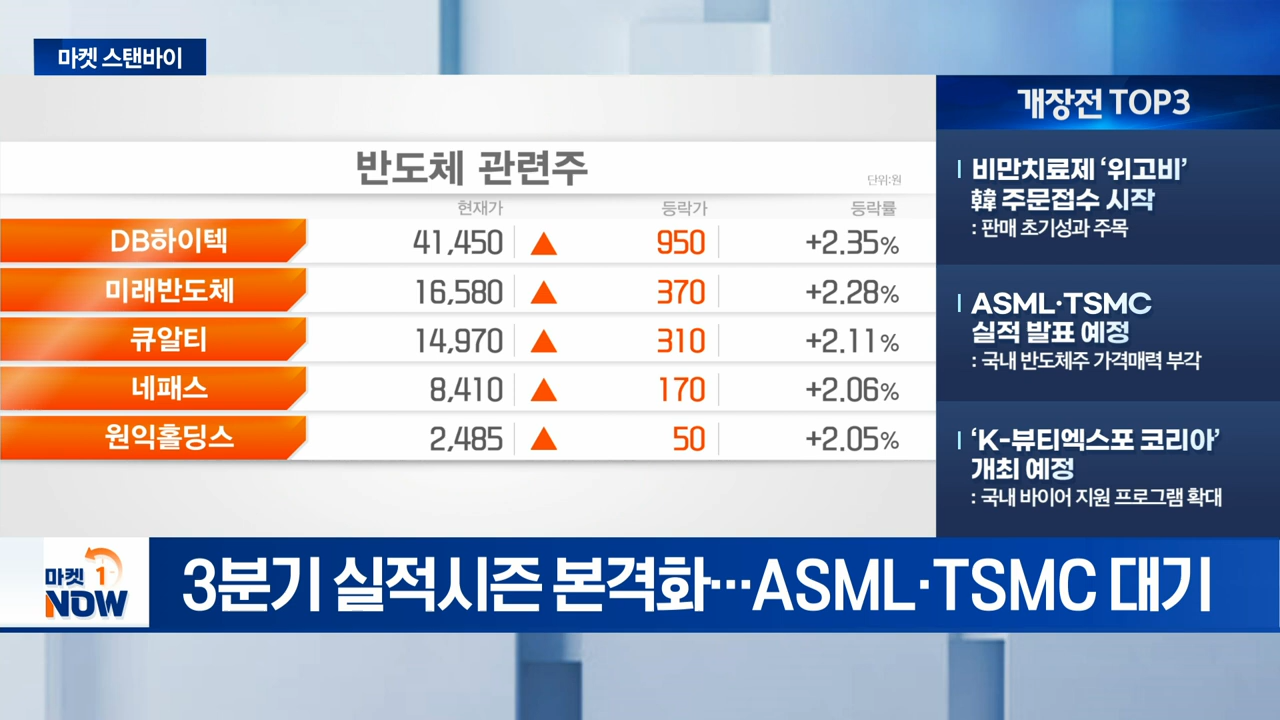 마켓 스탠바이
반도체 관련주
단위:원
현재가 등락가 등락률
DB하이텍 41,450 ▲ 950 +2.35%
미래반도체 16,580 ▲ 370 +2.28%
큐알티 14,970 ▲ 310 +2.11%
네패스 8,410 ▲ 170 +2.06%
원익홀딩스 2,485 ▲ 50 +2.05%
개장전 TOP3
비만치료제 ‘위고비’
韓 주문접수 시작
: 판매 초기성과 주목
ASML·TSMC
실적 발표 예정
: 국내 반도체주 가격매력 부각
‘K-뷰티엑스포 코리아’
개최 예정
: 국내 바이어 지원 프로그램 확대
마켓 1
NOW
3분기 실적시즌 본격화…ASML·TSMC 대기